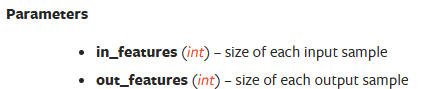 Parameters
• in_features (int) – size of each input sample
• out_features (int) – size of each output sample